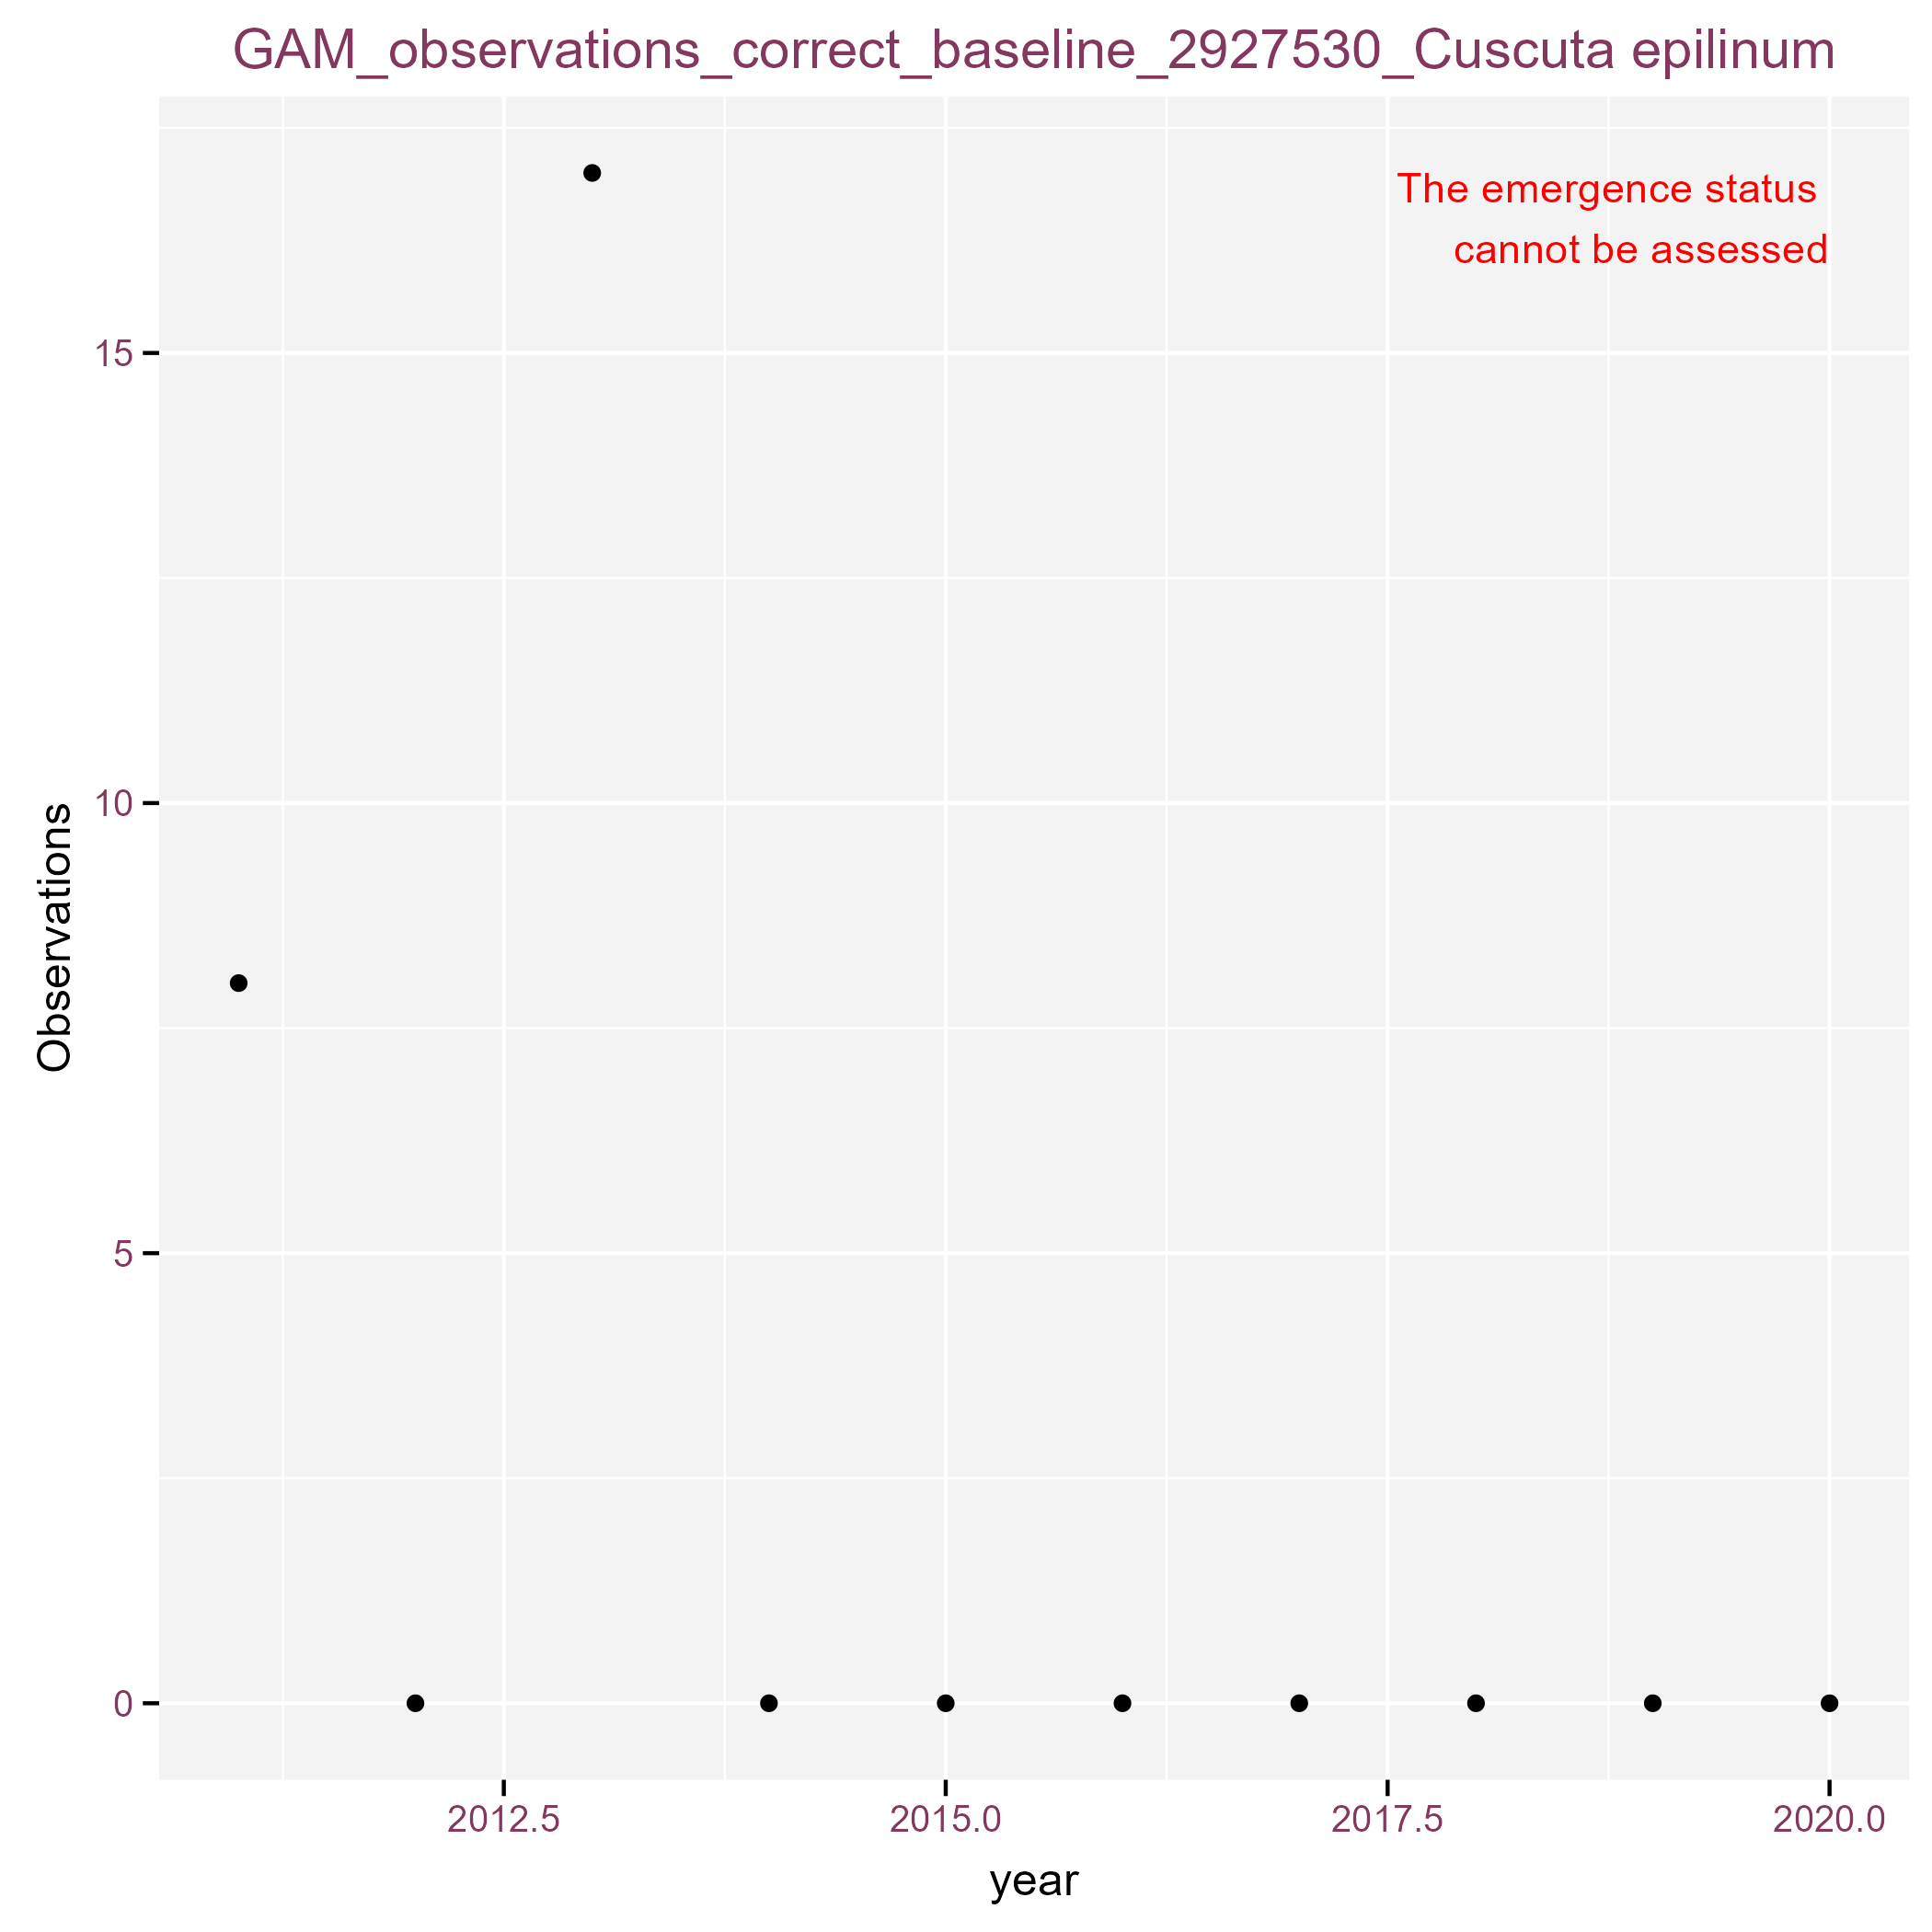 GAM_observations_correct_baseline_2927530_Cuscuta epilinum
The emergence status
cannot be assessed
15
10
5
0
Observations
2012.5 2015.0 2017.5 2020.0
year